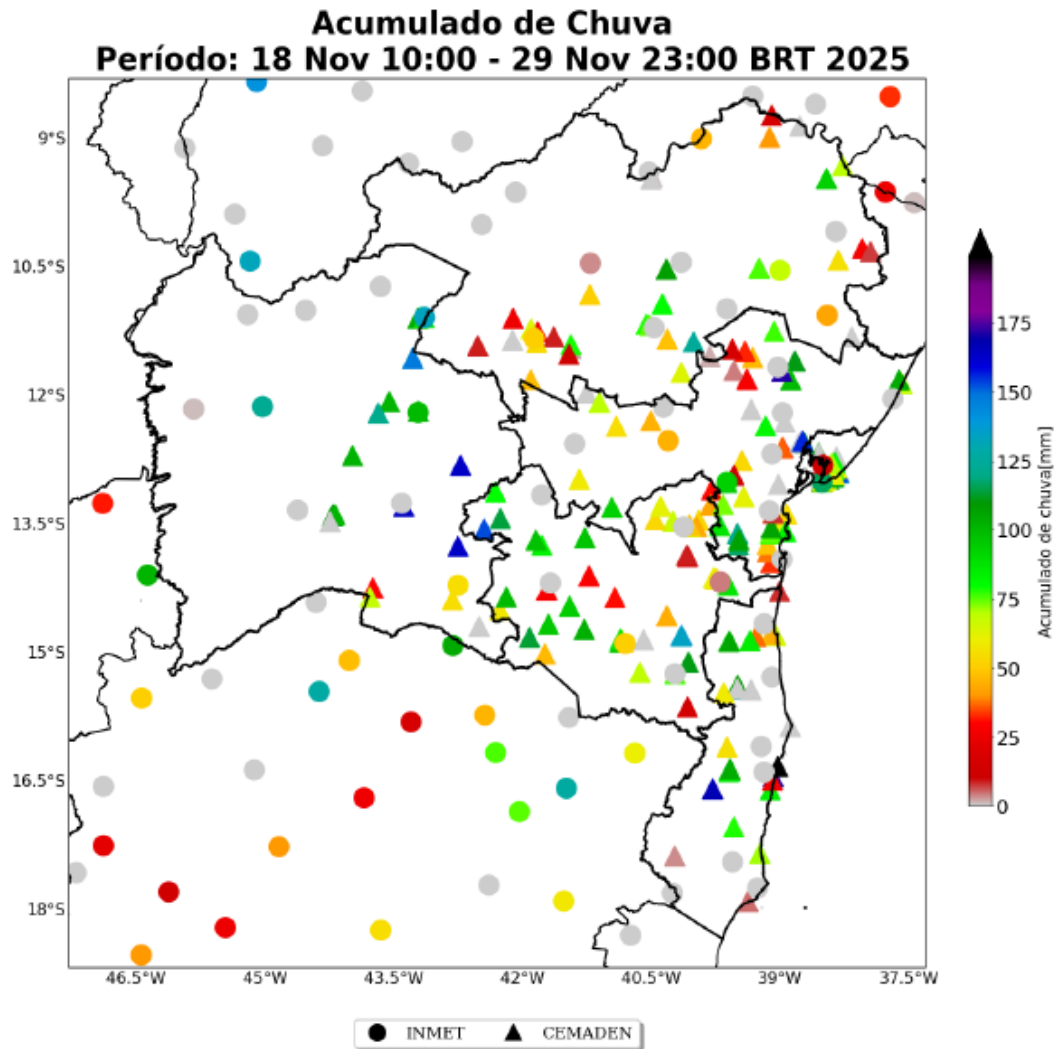 Acumulado de Chuva
Período: 18 Nov 10:00 - 29 Nov 23:00 BRT 2025
9°S
10.5°S
12°S
13.5°S
15°S
16.5°S
18°S
46.5°W
45°W
43.5°W
42°W
40.5°W
39°W
37.5°W
175
150
125
100
75
50
25
0
Acumulado de chuva[mm]
INMET
CEMADEN